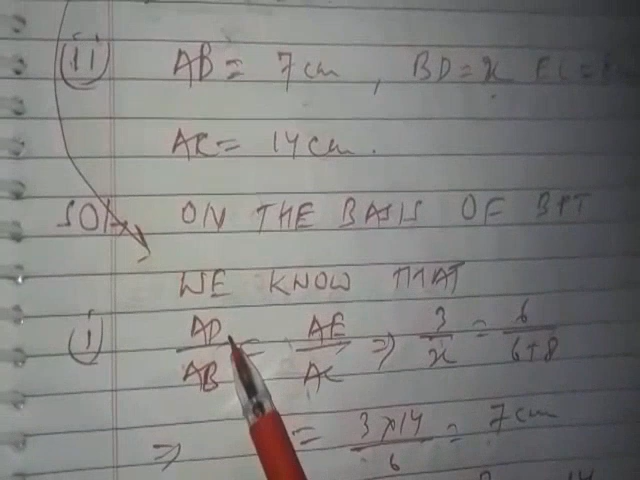 (ii) AB = 7 cm, BD = x EC =
AC = 14 cm.
SOL ON THE BASIS OF BPT
WE KNOW THAT
(i) AD/AB = AE/AC ⇒ 3/x = 6/6+8
⇒ = 3×14/6 = 7 cm